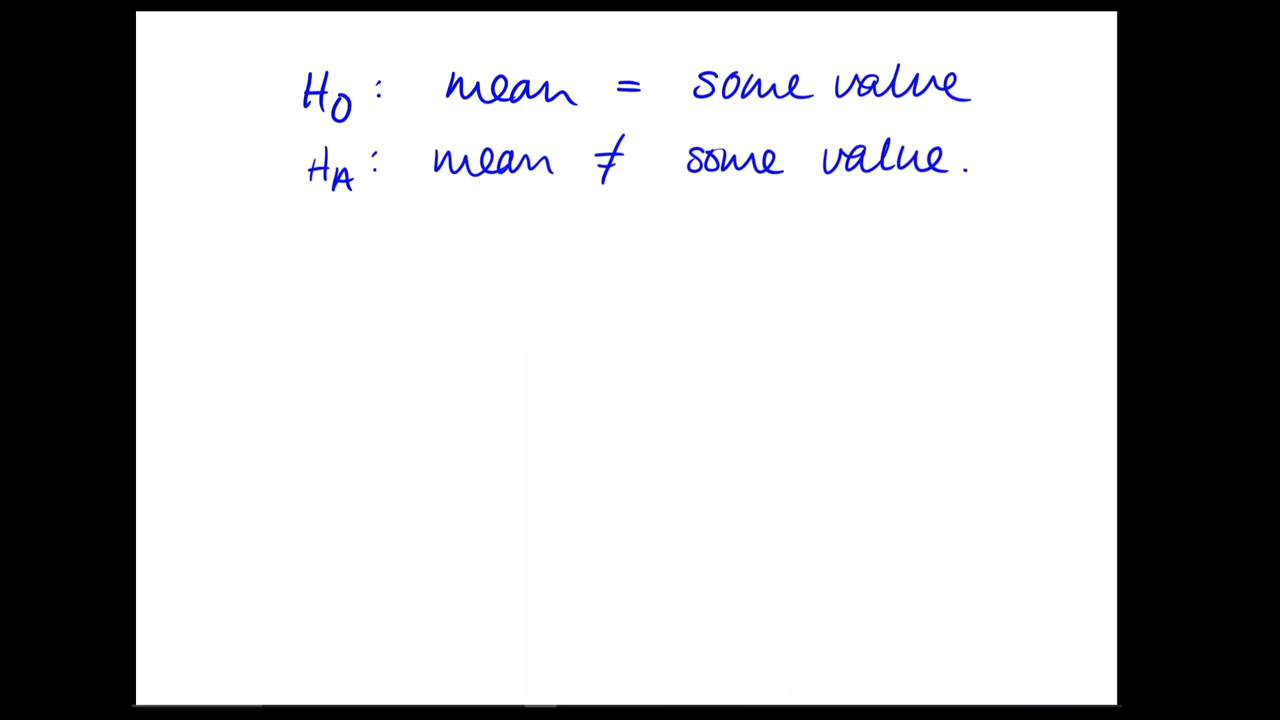 H0 : mean = some value
HA : mean ≠ some value.